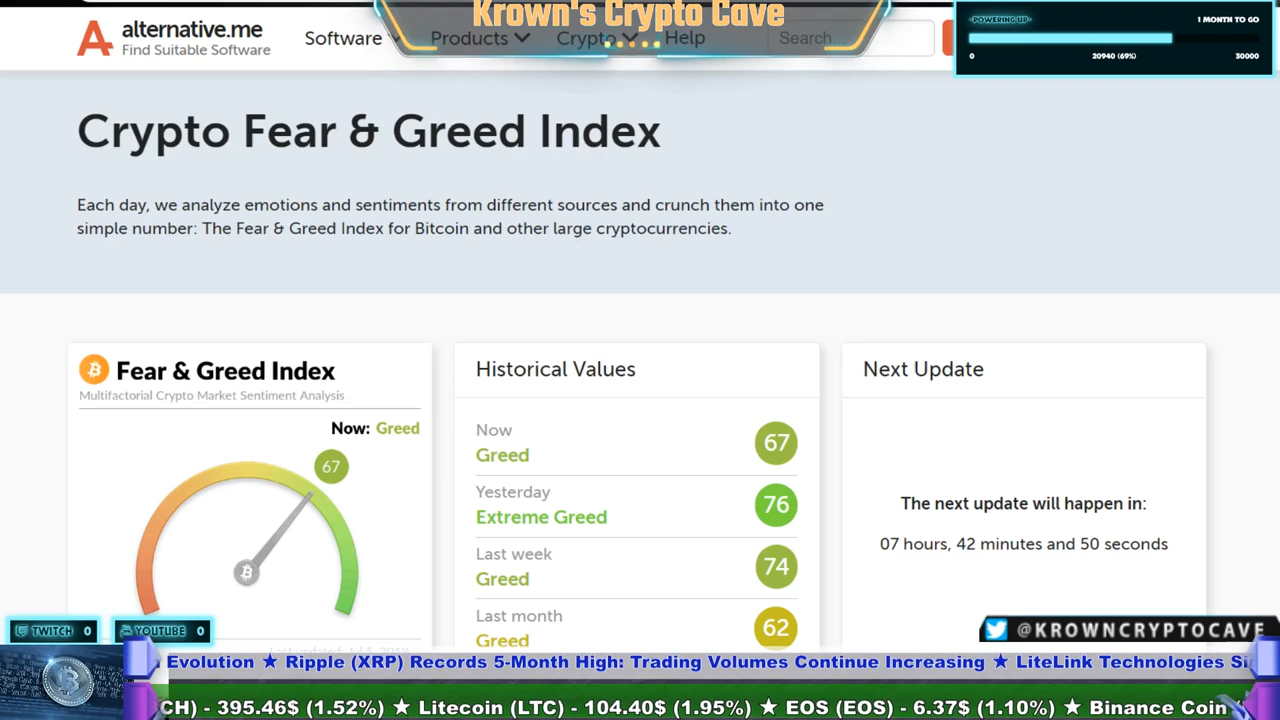 Krown's Crypto Cave
alternative.me
Find Suitable Software
Software
Products
Crypto
Help
Search...
-POWERING UP-
1 MONTH TO GO
0
20940 (69%)
30000
Crypto Fear & Greed Index
Each day, we analyze emotions and sentiments from different sources and crunch them into one
simple number: The Fear & Greed Index for Bitcoin and other large cryptocurrencies.
Fear & Greed Index
Multifactorial Crypto Market Sentiment Analysis
Now: Greed
67
Historical Values
Now
Greed
67
Yesterday
Extreme Greed
76
Last week
Greed
74
Last month
Greed
62
Next Update
The next update will happen in:
07 hours, 42 minutes and 50 seconds
Last updated: Jul 5, 2019
TWITCH 0
YOUTUBE 0
@KROWNCRYPTOCAVE
Evolution ★ Ripple (XRP) Records 5-Month High: Trading Volumes Continue Increasing ★ LiteLink Technologies
CH) - 395.46$ (1.52%) ★ Litecoin (LTC) - 104.40$ (1.95%) ★ EOS (EOS) - 6.37$ (1.10%) ★ Binance Coin